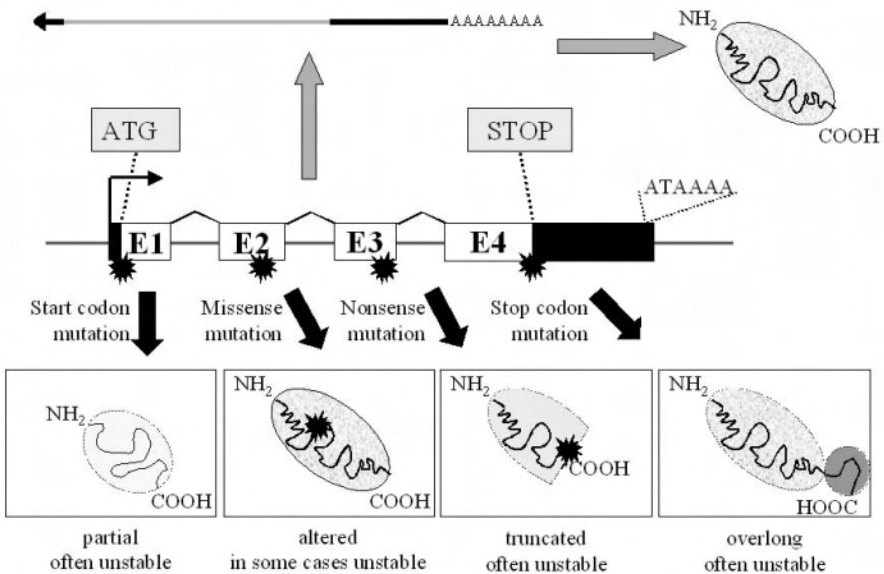 AAAAAAAA
NH2
COOH
ATG
STOP
ATAAAA
E1 E2 E3 E4
Start codon
mutation
Missense
mutation
Nonsense
mutation
Stop codon
mutation
NH2
COOH
NH2
COOH
NH2
COOH
NH2
HOOC
partial
often unstable
altered
in some cases unstable
truncated
often unstable
overlong
often unstable